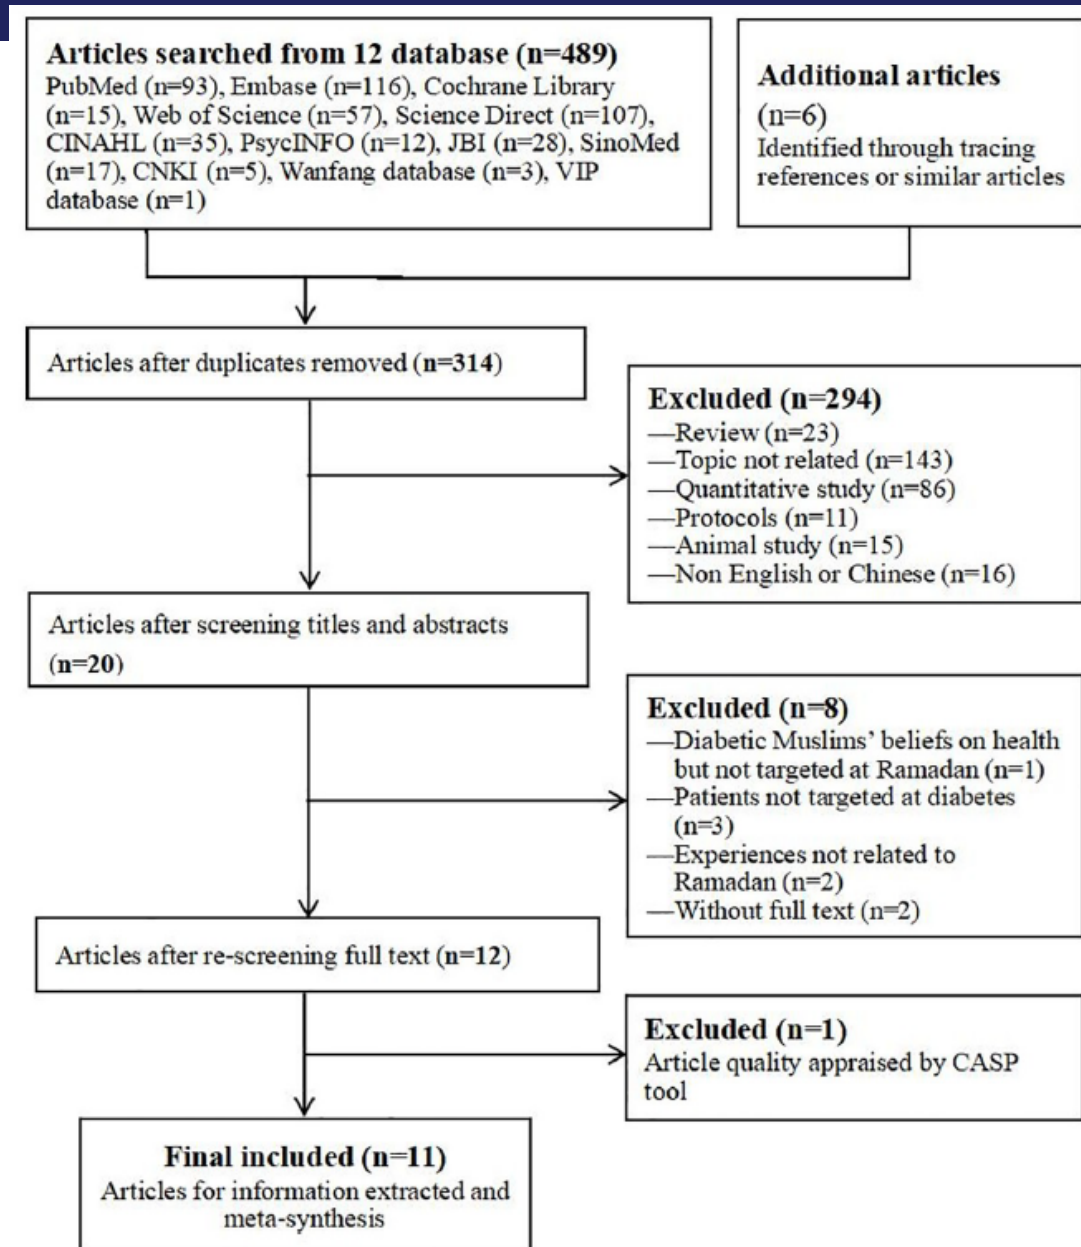 Articles searched from 12 database (n=489)
PubMed (n=93), Embase (n=116), Cochrane Library
(n=15), Web of Science (n=57), Science Direct (n=107),
CINAHL (n=35), PsycINFO (n=12), JBI (n=28), SinoMed
(n=17), CNKI (n=5), Wanfang database (n=3), VIP
database (n=1)
Additional articles
(n=6)
Identified through tracing
references or similar articles
Articles after duplicates removed (n=314)
Excluded (n=294)
—Review (n=23)
—Topic not related (n=143)
—Quantitative study (n=86)
—Protocols (n=11)
—Animal study (n=15)
—Non English or Chinese (n=16)
Articles after screening titles and abstracts
(n=20)
Excluded (n=8)
—Diabetic Muslims’ beliefs on health
but not targeted at Ramadan (n=1)
—Patients not targeted at diabetes
(n=3)
—Experiences not related to
Ramadan (n=2)
—Without full text (n=2)
Articles after re-screening full text (n=12)
Excluded (n=1)
Article quality appraised by CASP
tool
Final included (n=11)
Articles for information extracted and
meta-synthesis